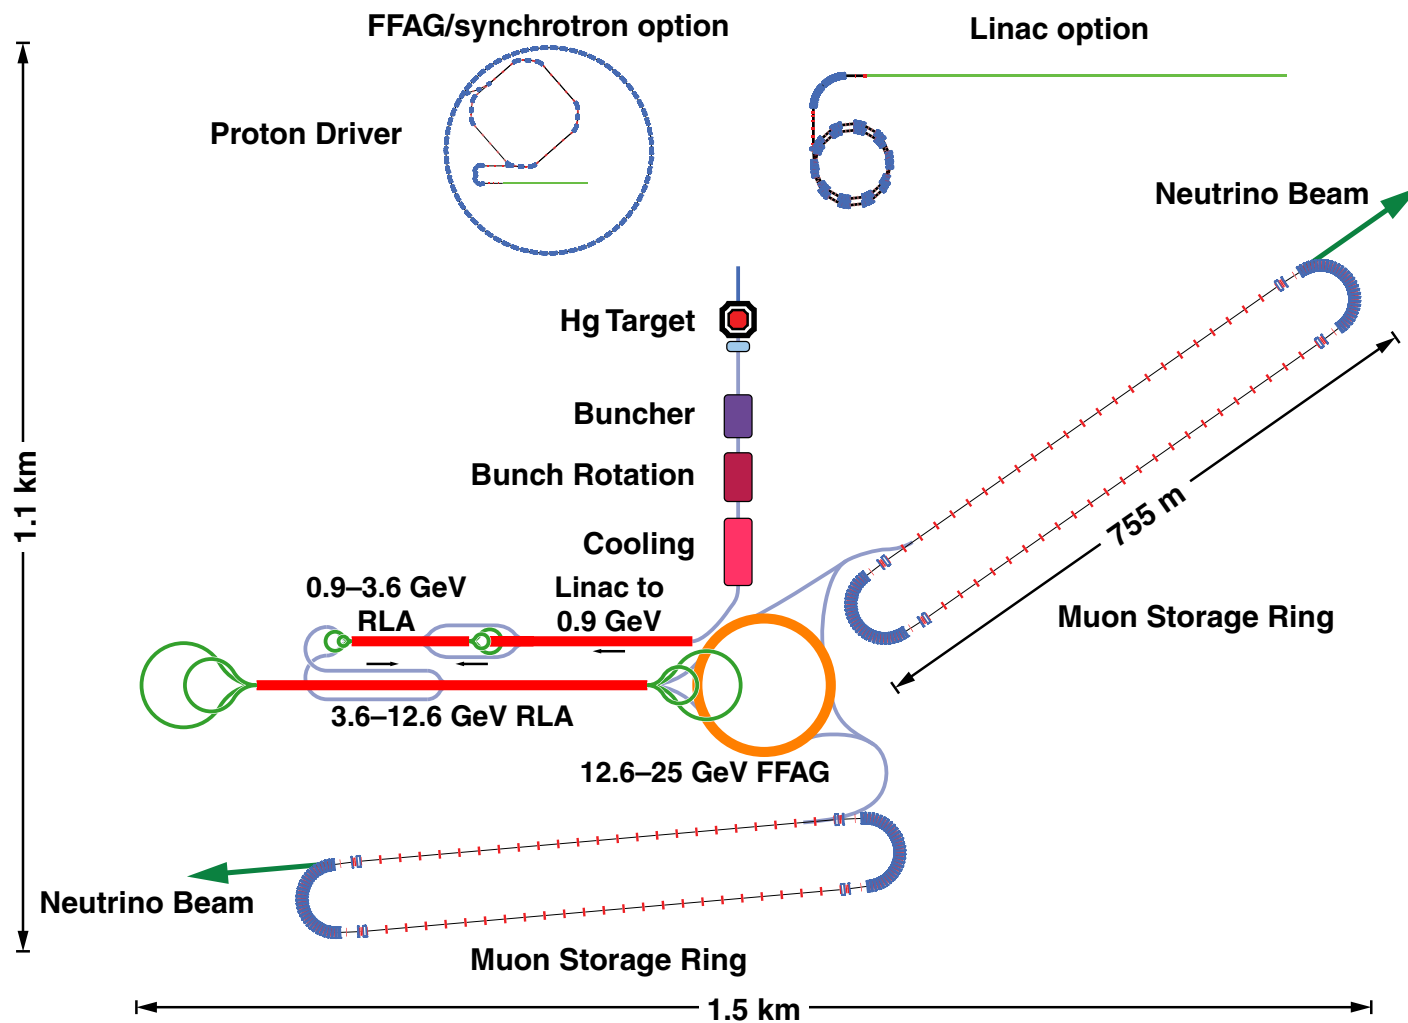 FFAG/synchrotron option
Linac option
Proton Driver
Neutrino Beam
Hg Target
Buncher
Bunch Rotation
Cooling
1.1 km
755 m
0.9–3.6 GeV
RLA
Linac to
0.9 GeV
Muon Storage Ring
3.6–12.6 GeV RLA
12.6–25 GeV FFAG
Neutrino Beam
Muon Storage Ring
1.5 km